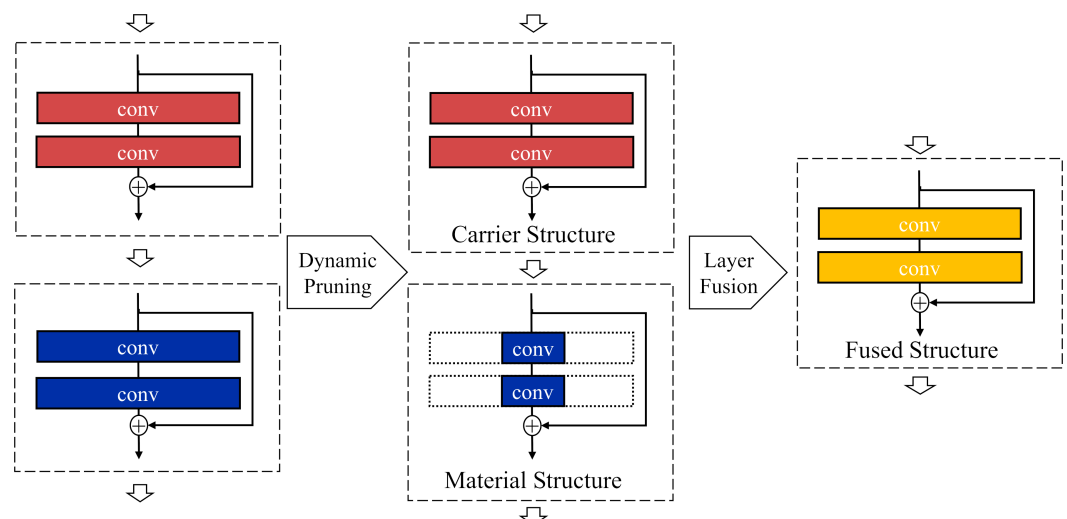 conv
conv
conv
conv
Dynamic
Pruning
conv
conv
Carrier Structure
conv
conv
Material Structure
Layer
Fusion
conv
conv
Fused Structure